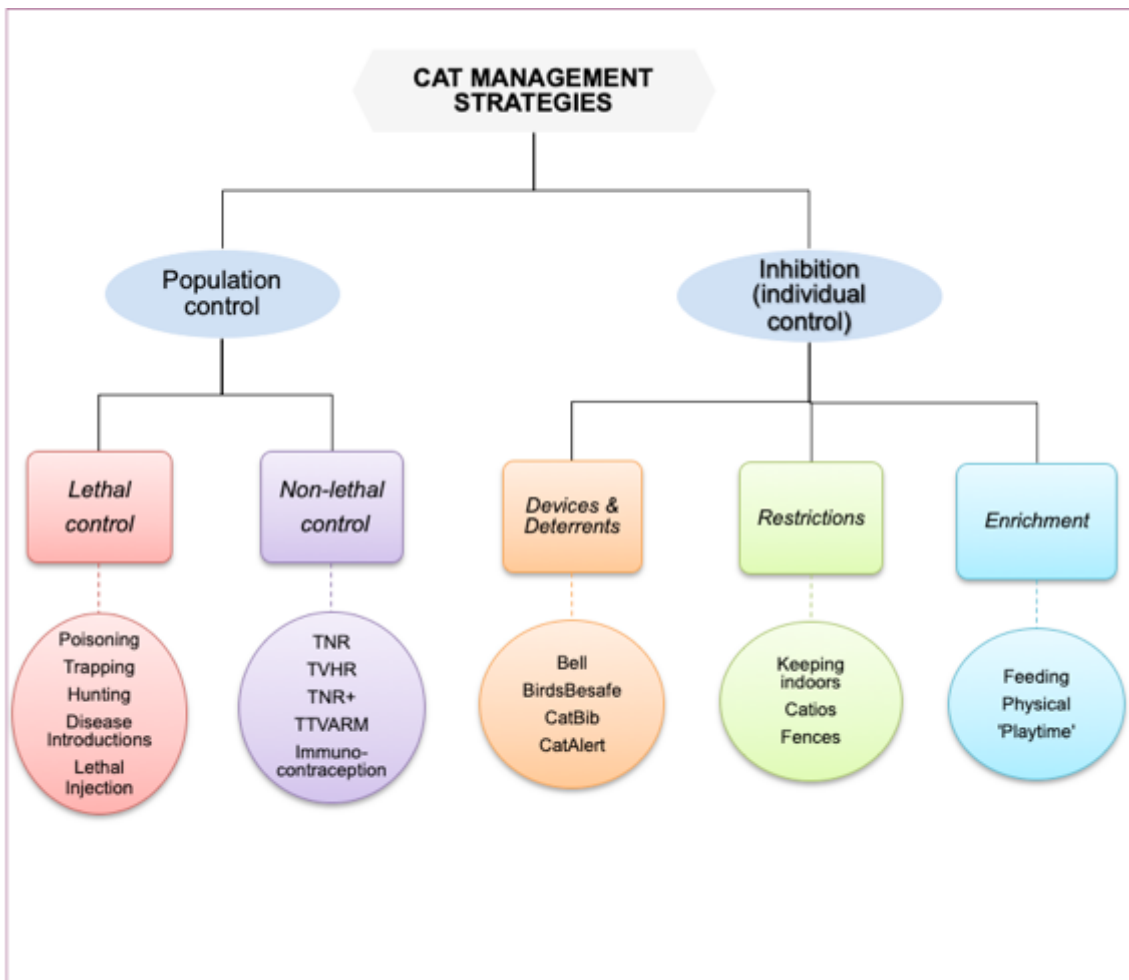 CAT MANAGEMENT
STRATEGIES
Population
control
Inhibition
(individual
control)
Lethal
control
Non-lethal
control
Devices &
Deterrents
Restrictions
Enrichment
Poisoning
Trapping
Hunting
Disease
Introductions
Lethal
Injection
TNR
TVHR
TNR+
TTVARM
Immuno-
contraception
Bell
BirdsBesafe
CatBib
CatAlert
Keeping
indoors
Catios
Fences
Feeding
Physical
'Playtime'